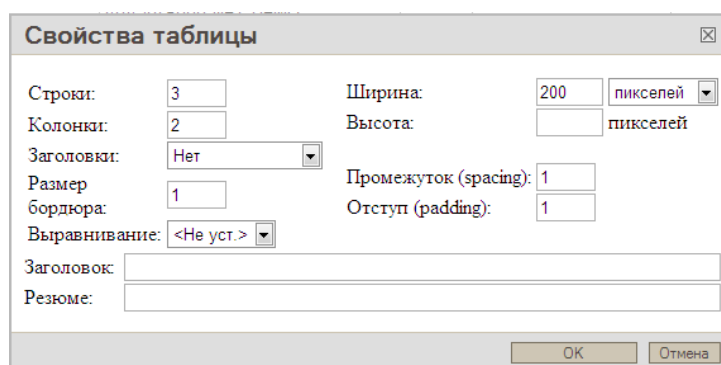 Свойства таблицы
Строки: 3 Ширина: 200 пикселей
Колонки: 2 Высота: пикселей
Заголовки: Нет
Размер бордюра: 1 Промежуток (spacing): 1
Отступ (padding): 1
Выравнивание: <Не уст.>
Заголовок:
Резюме:
OK Отмена